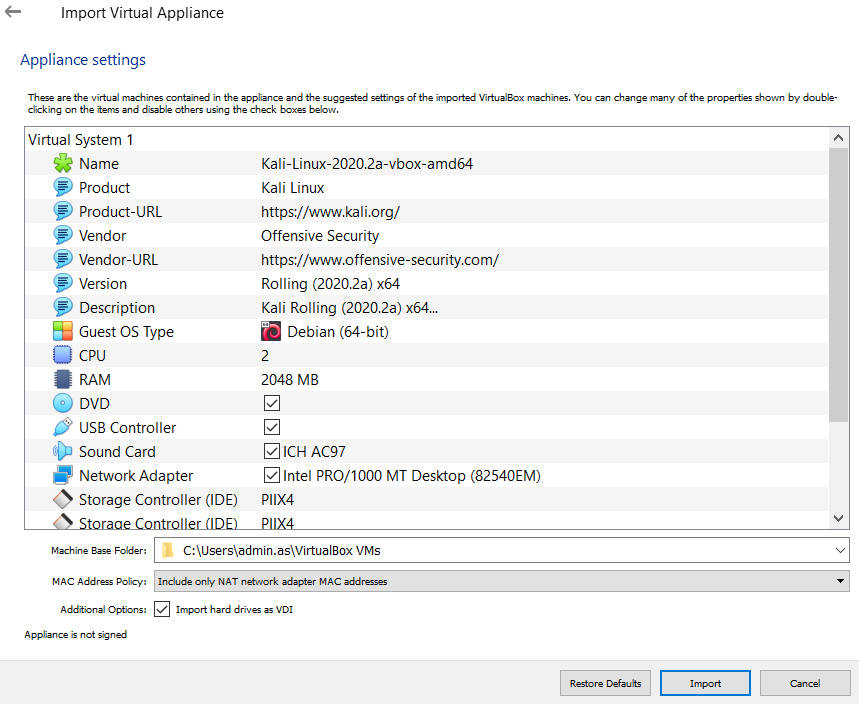 Import Virtual Appliance
Appliance settings
These are the virtual machines contained in the appliance and the suggested settings of the imported VirtualBox machines. You can change many of the properties shown by double-
clicking on the items and disable others using the check boxes below.
Virtual System 1
Name Kali-Linux-2020.2a-vbox-amd64
Product Kali Linux
Product-URL https://www.kali.org/
Vendor Offensive Security
Vendor-URL https://www.offensive-security.com/
Version Rolling (2020.2a) x64
Description Kali Rolling (2020.2a) x64...
Guest OS Type Debian (64-bit)
CPU 2
RAM 2048 MB
DVD
USB Controller
Sound Card ICH AC97
Network Adapter Intel PRO/1000 MT Desktop (82540EM)
Storage Controller (IDE) PIIX4
Storage Controller (IDE) PIIX4
Machine Base Folder: C:\Users\admin.as\VirtualBox VMs
MAC Address Policy: Include only NAT network adapter MAC addresses
Additional Options: Import hard drives as VDI
Appliance is not signed
Restore Defaults Import Cancel